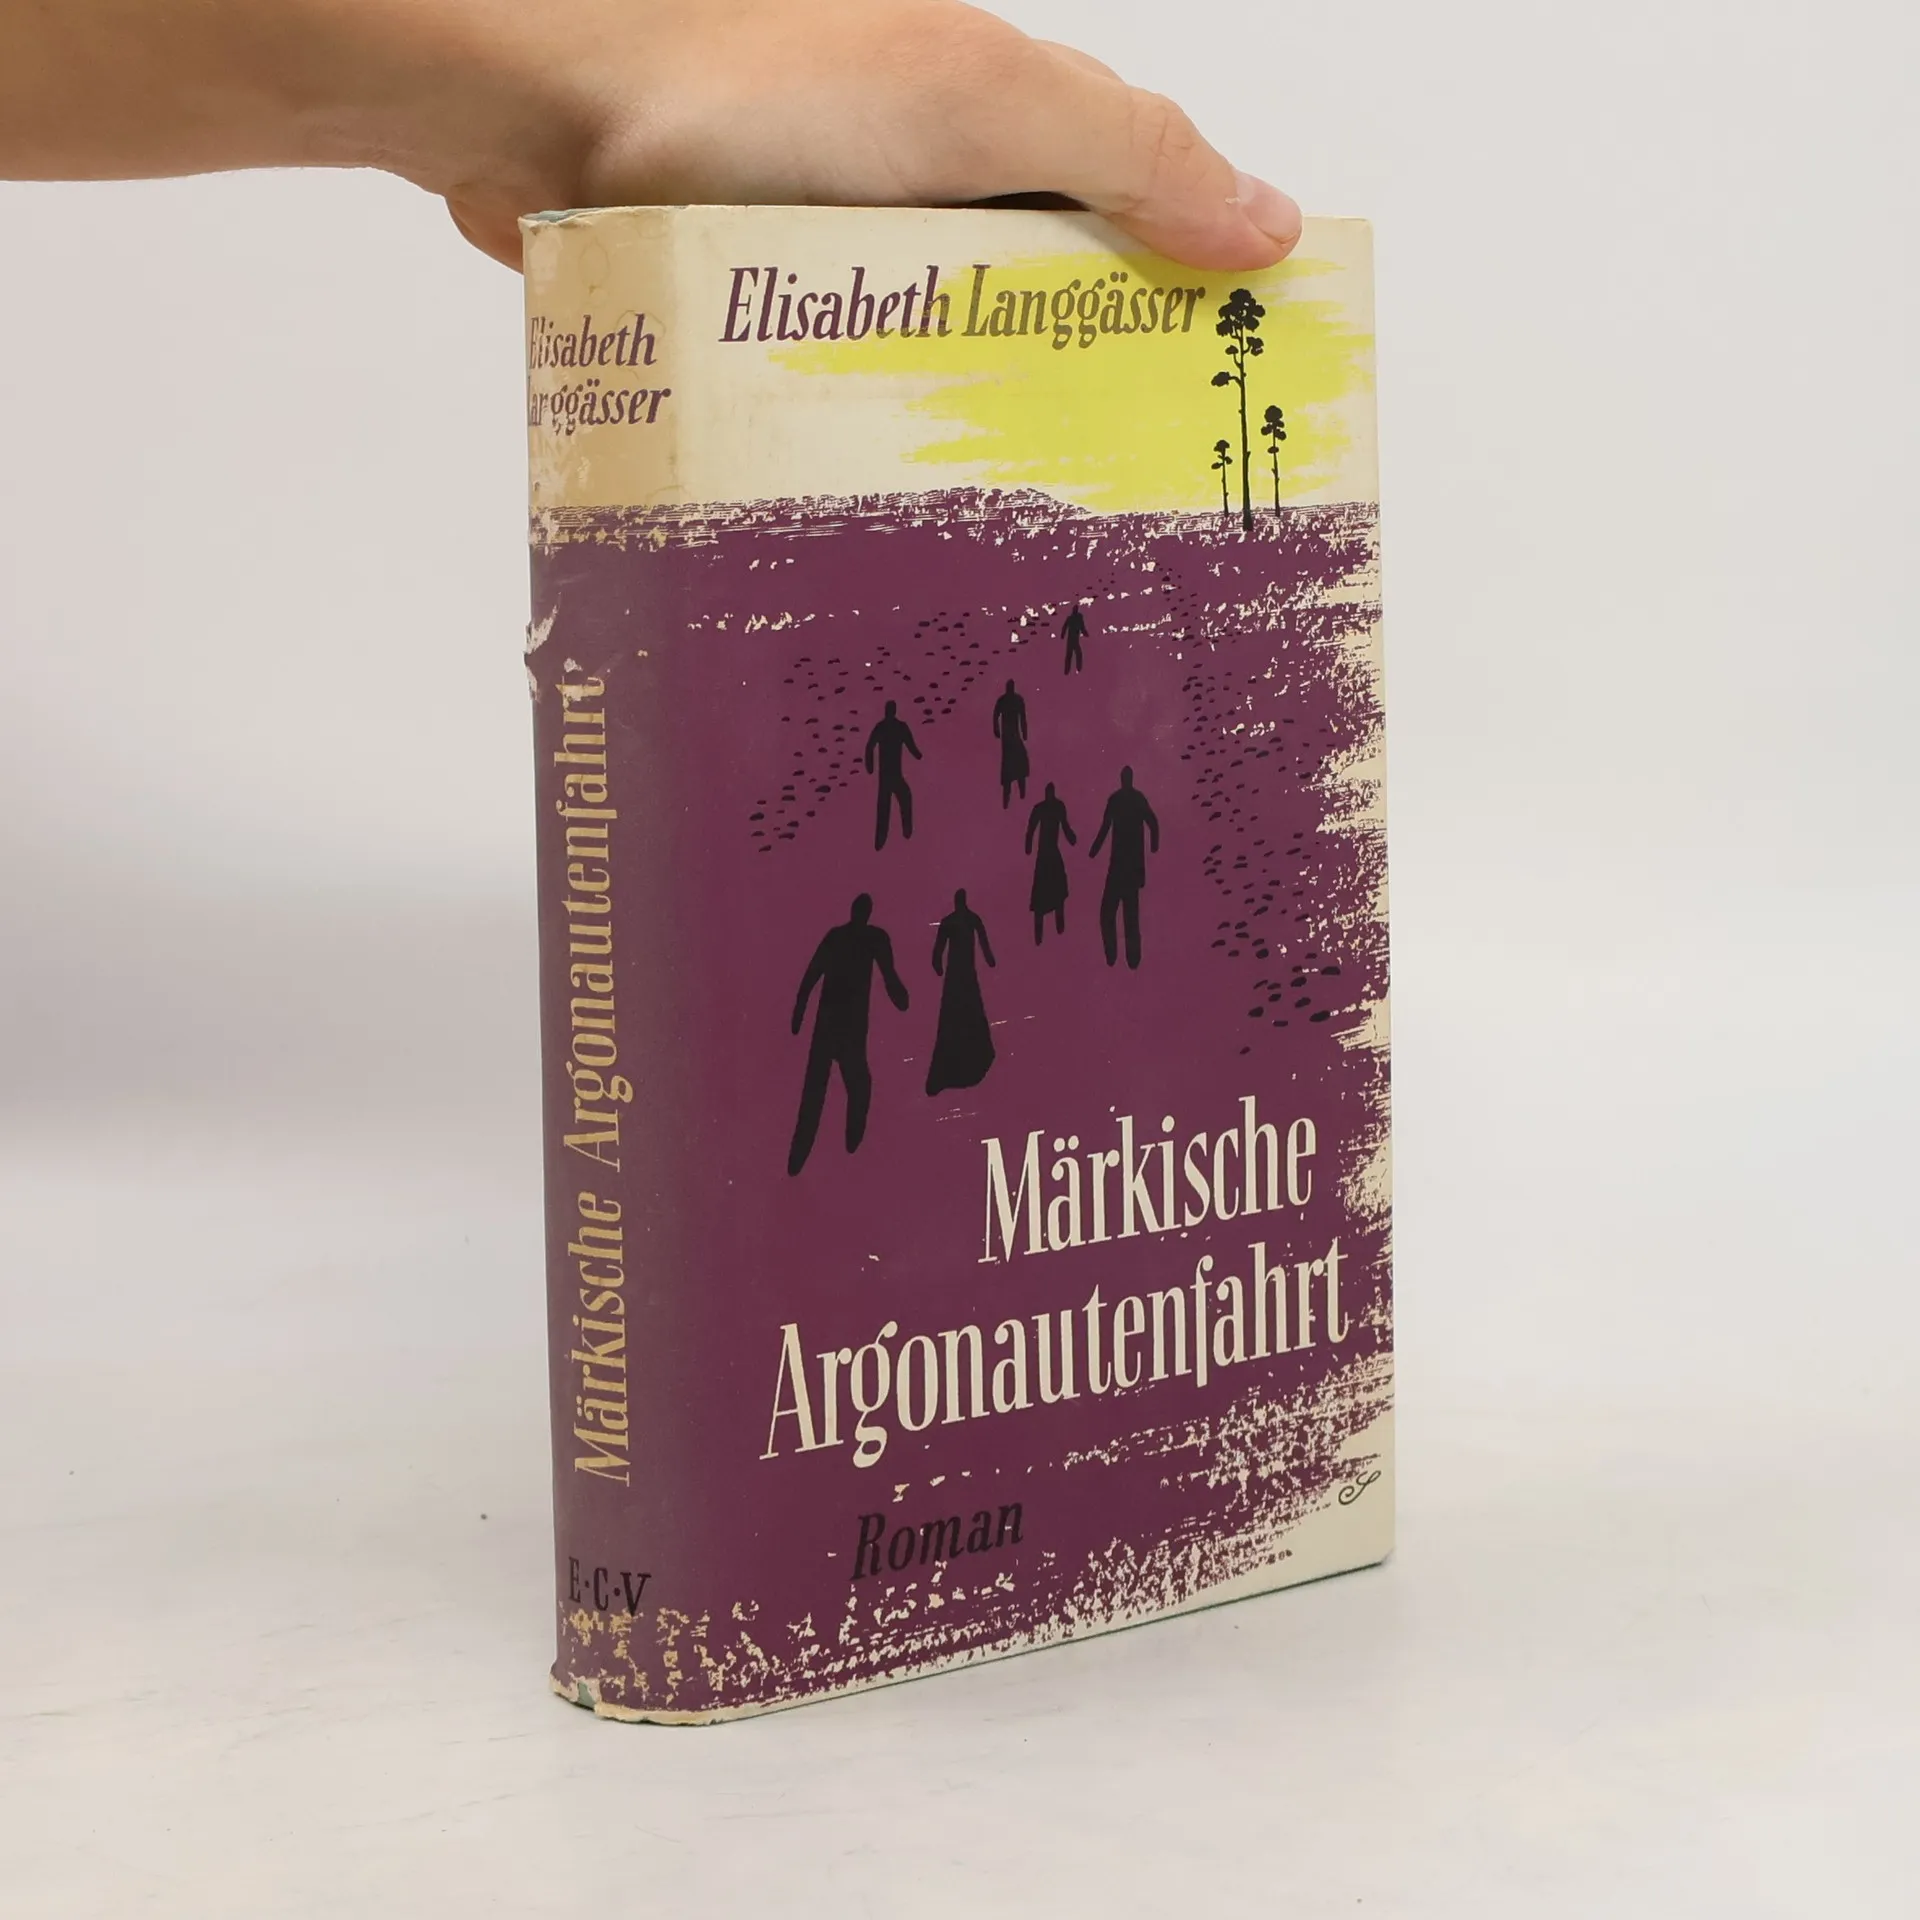 Elisabeth
Langgässer
Märkische Argonautenfahrt
E·C·V
Elisabeth Langgässer
Märkische
Argonautenfahrt
Roman